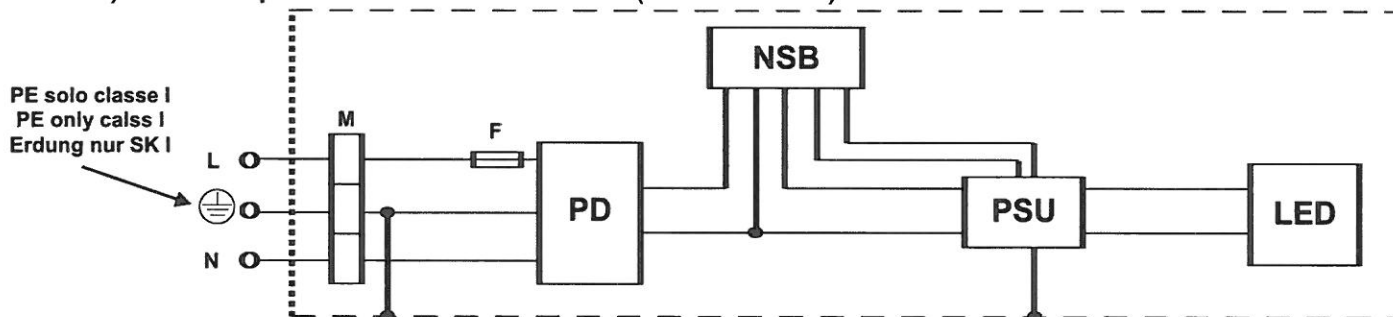 NSB
PE solo classe I
PE only calss I
Erdung nur SK I
M
F
L
PD
PSU
LED
N